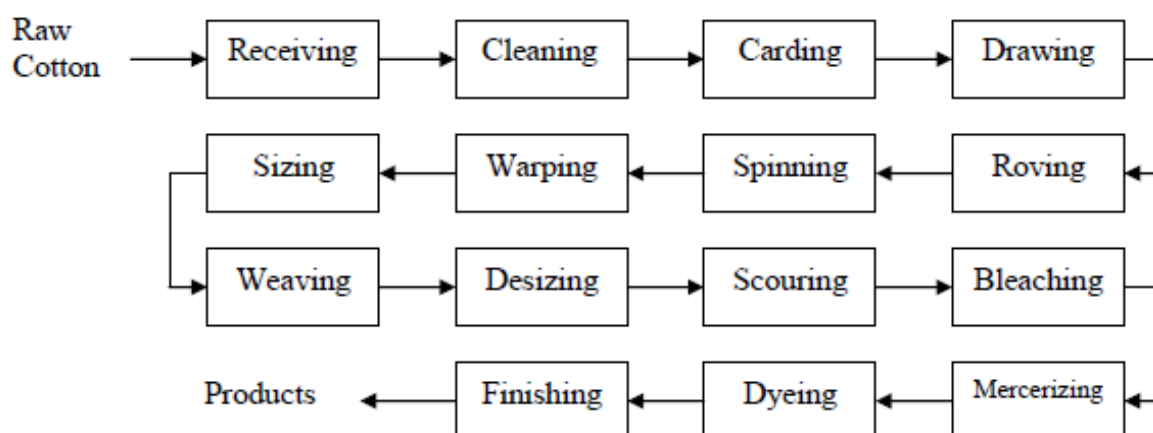 Raw
Cotton
Receiving
Cleaning
Carding
Drawing
Roving
Spinning
Warping
Sizing
Weaving
Desizing
Scouring
Bleaching
Mercerizing
Dyeing
Finishing
Products